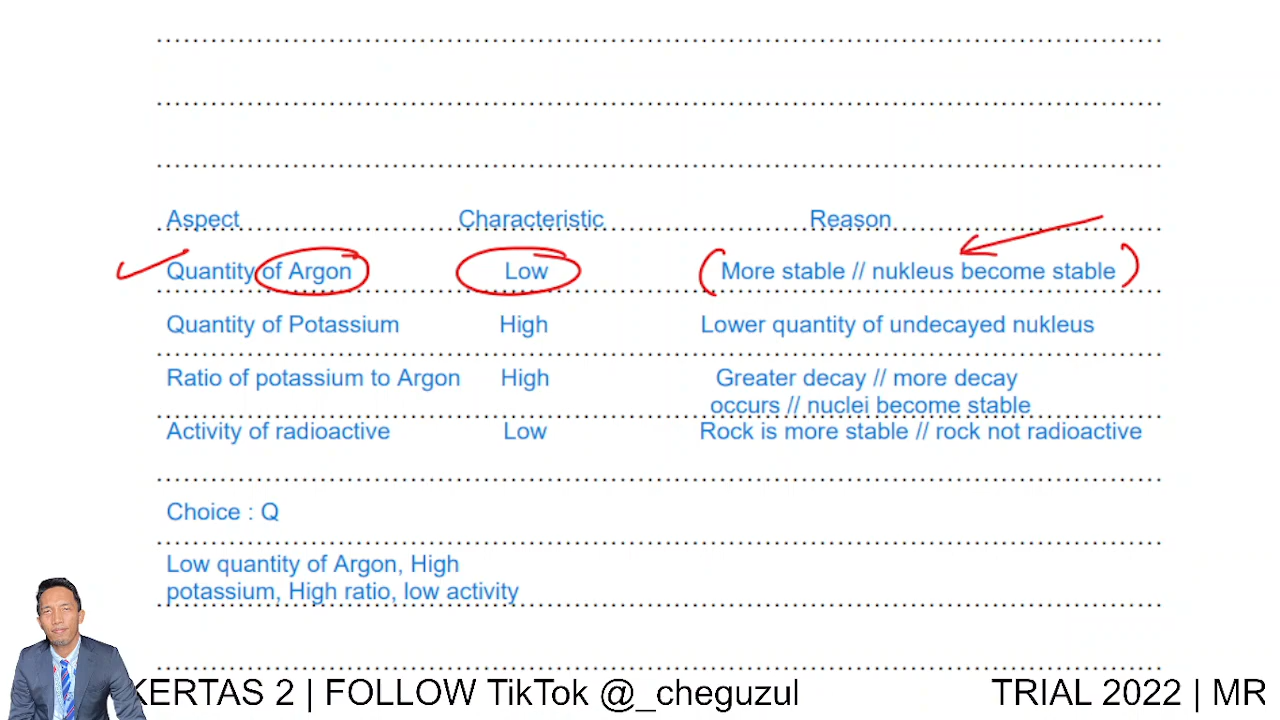 Aspect Characteristic Reason
Quantity of Argon Low More stable // nukleus become stable
Quantity of Potassium High Lower quantity of undecayed nukleus
Ratio of potassium to Argon High Greater decay // more decay
occurs // nuclei become stable
Activity of radioactive Low Rock is more stable // rock not radioactive
Choice : Q
Low quantity of Argon, High
potassium, High ratio, low activity
KERTAS 2 | FOLLOW TikTok @_cheguzul TRIAL 2022 | MR